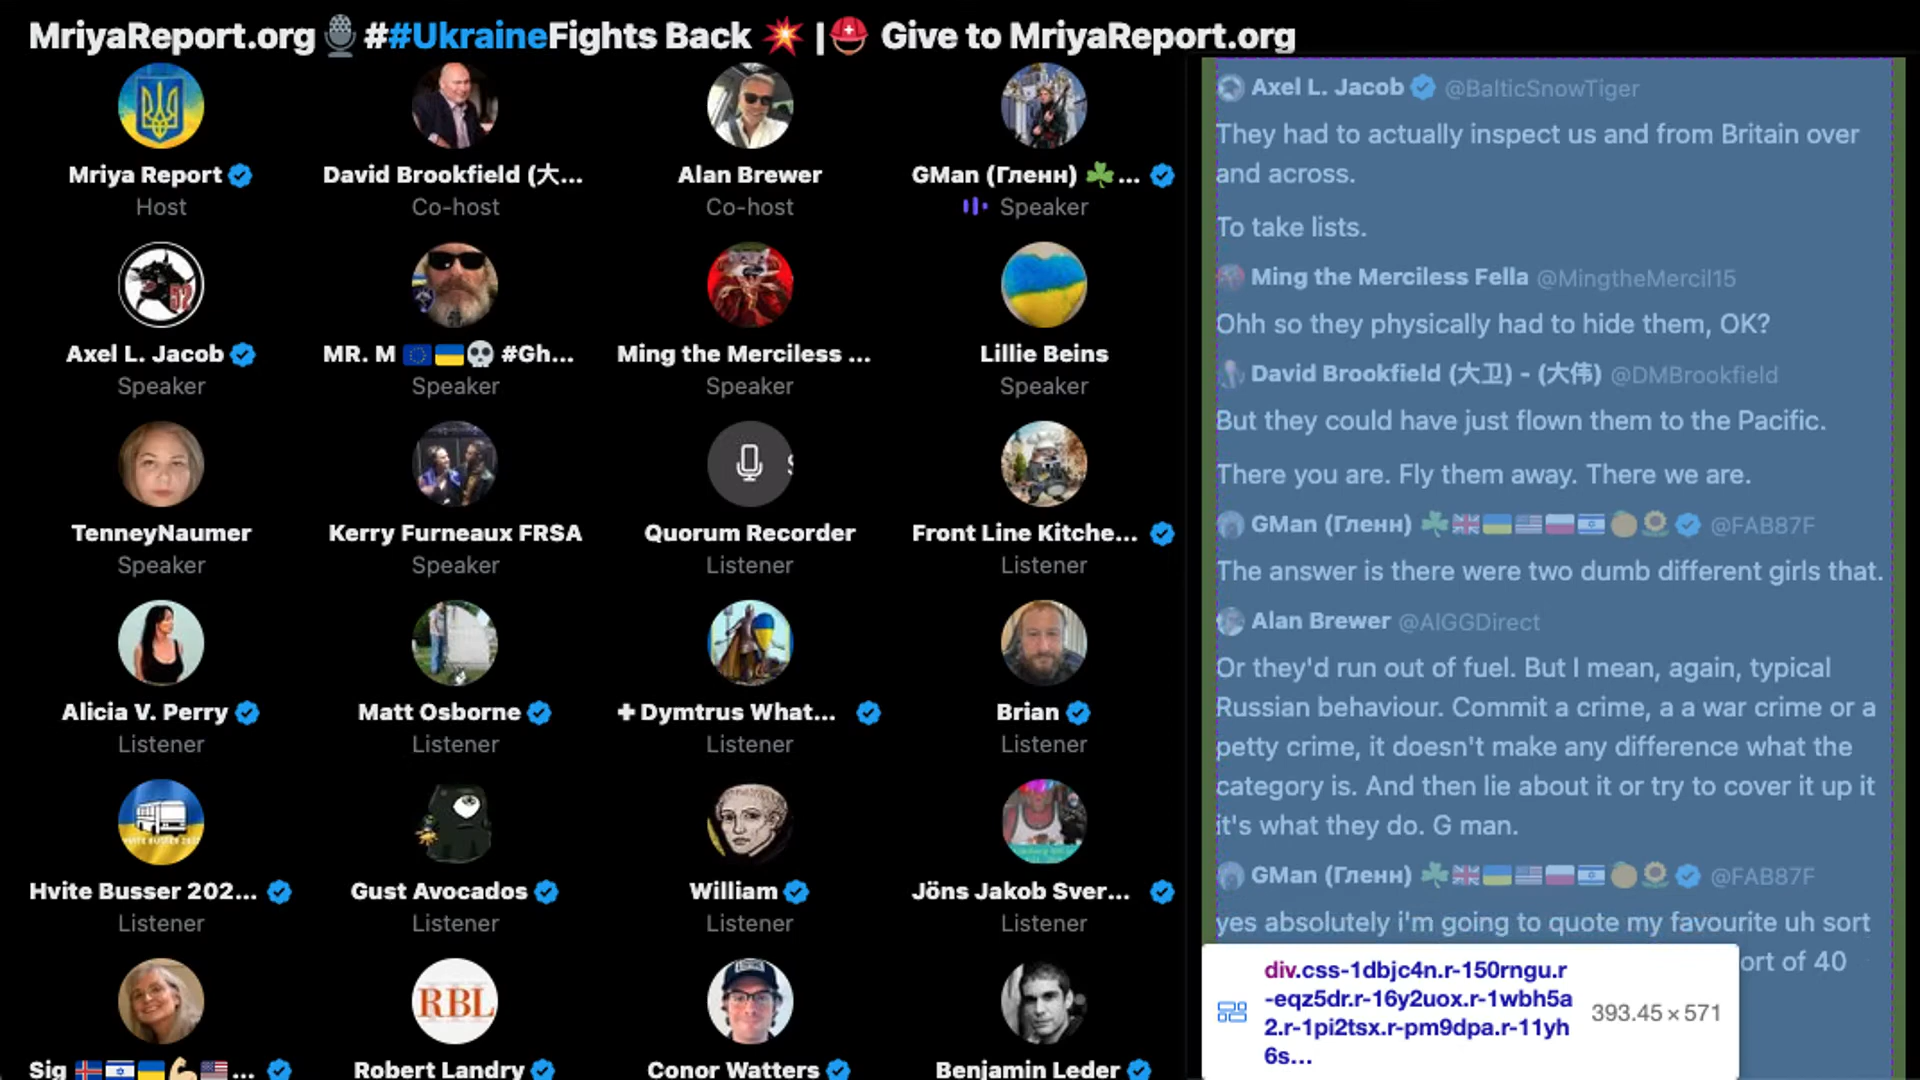 MriyaReport.org🎙️##UkraineFights Back 💥 |⛑️ Give to MriyaReport.org
Mriya Report
Host
David Brookfield (大...
Co-host
Alan Brewer
Co-host
GMan (Гленн) ☘️...
Speaker
52
Axel L. Jacob
Speaker
MR. M 🇪🇺🇺🇦💀 #Gh...
Speaker
Ming the Merciless ...
Speaker
Lillie Beins
Speaker
TenneyNaumer
Speaker
Kerry Furneaux FRSA
Speaker
Quorum Recorder
Listener
Front Line Kitche...
Listener
Alicia V. Perry
Listener
Matt Osborne
Listener
✚ Dymtrus What...
Listener
Brian
Listener
Hvite Busser 202...
Listener
Gust Avocados
Listener
William
Listener
Jöns Jakob Sver...
Listener
Sig 🇮🇸🇮🇱🇺🇦💪🏼🇺🇸...
RBL
Robert Landry
Conor Watters
Benjamin Leder
Axel L. Jacob @BalticSnowTiger
They had to actually inspect us and from Britain over
and across.
To take lists.
Ming the Merciless Fella @MingtheMercil15
Ohh so they physically had to hide them, OK?
David Brookfield (大卫) - (大伟) @DMBrookfield
But they could have just flown them to the Pacific.
There you are. Fly them away. There we are.
GMan (Гленн) ☘️🇬🇧🇺🇦🇺🇸🇵🇱🇮🇱🍊🌻 @FAB87F
The answer is there were two dumb different girls that.
Alan Brewer @AlGGDirect
Or they'd run out of fuel. But I mean, again, typical
Russian behaviour. Commit a crime, a a war crime or a
petty crime, it doesn't make any difference what the
category is. And then lie about it or try to cover it up it
it's what they do. G man.
GMan (Гленн) ☘️🇬🇧🇺🇦🇺🇸🇵🇱🇮🇱🍊🌻 @FAB87F
yes absolutely i'm going to quote my favourite uh sort
ort of 40
div.css-1dbjc4n.r-150rngu.r
-eqz5dr.r-16y2uox.r-1wbh5a
2.r-1pi2tsx.r-pm9dpa.r-11yh
6s...
393.45 × 571